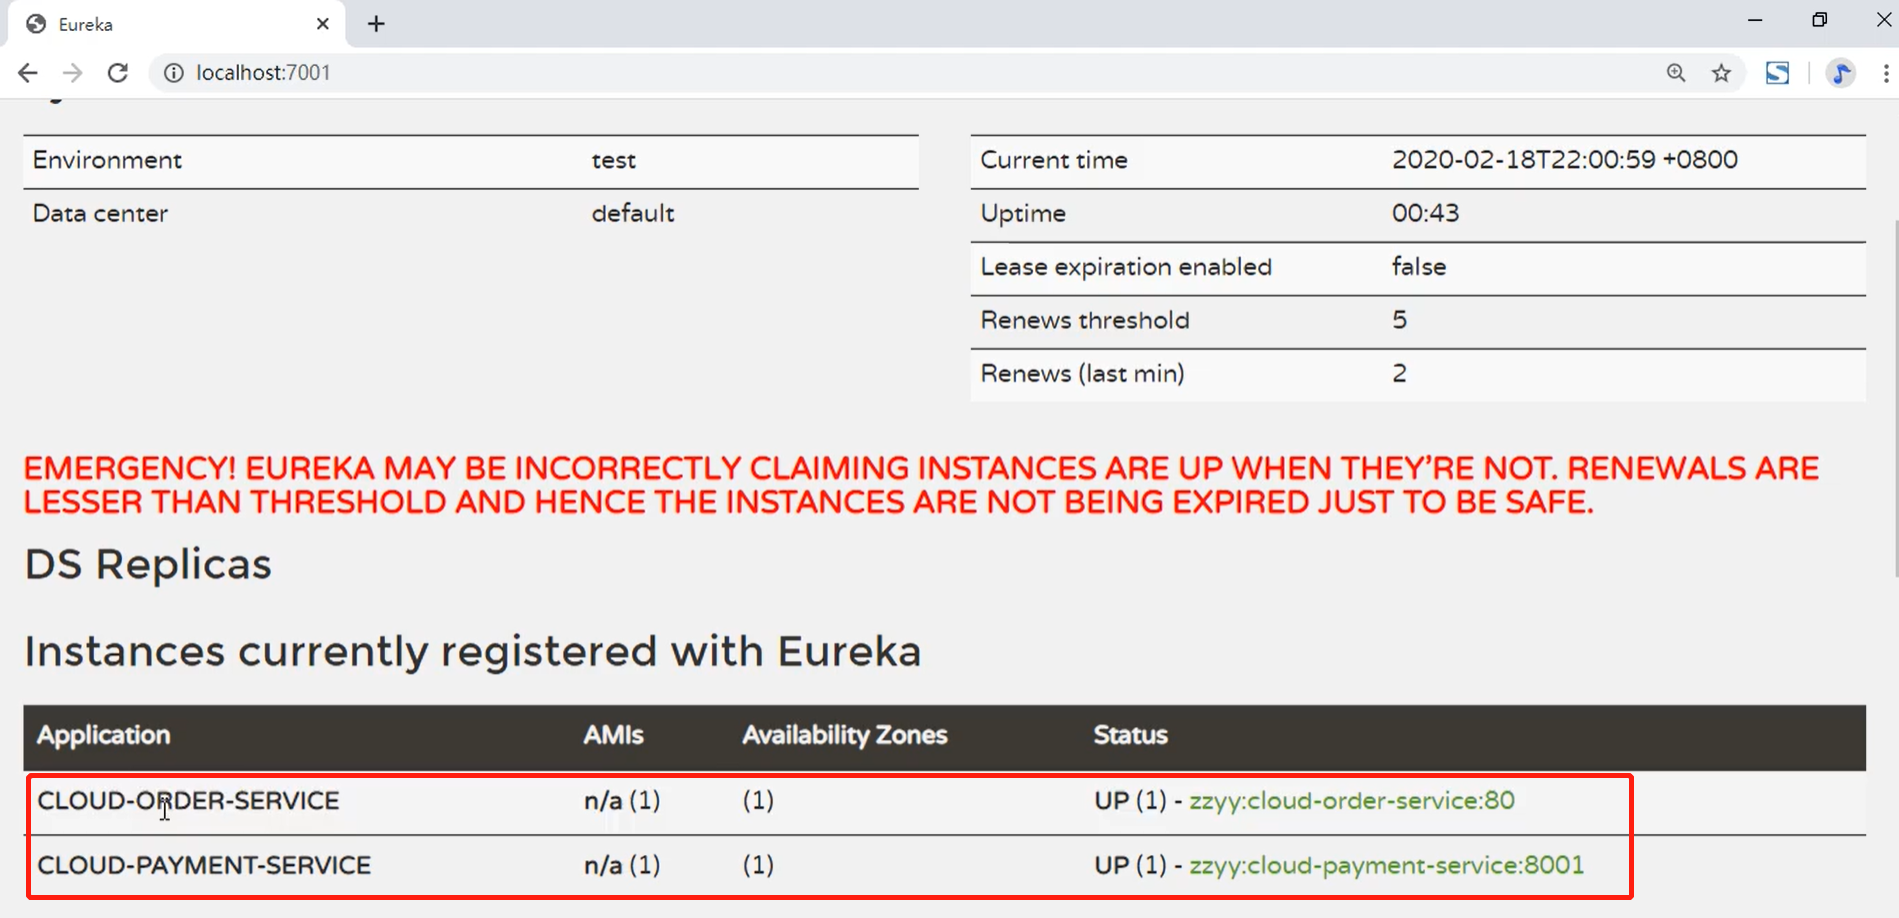 Eureka
localhost:7001
Environment test
Data center default
Current time 2020-02-18T22:00:59 +0800
Uptime 00:43
Lease expiration enabled false
Renews threshold 5
Renews (last min) 2
EMERGENCY! EUREKA MAY BE INCORRECTLY CLAIMING INSTANCES ARE UP WHEN THEY'RE NOT. RENEWALS ARE
LESSER THAN THRESHOLD AND HENCE THE INSTANCES ARE NOT BEING EXPIRED JUST TO BE SAFE.
DS Replicas
Instances currently registered with Eureka
Application AMIs Availability Zones Status
CLOUD-ORDER-SERVICE n/a (1) (1) UP (1) - zzyy:cloud-order-service:80
CLOUD-PAYMENT-SERVICE n/a (1) (1) UP (1) - zzyy:cloud-payment-service:8001